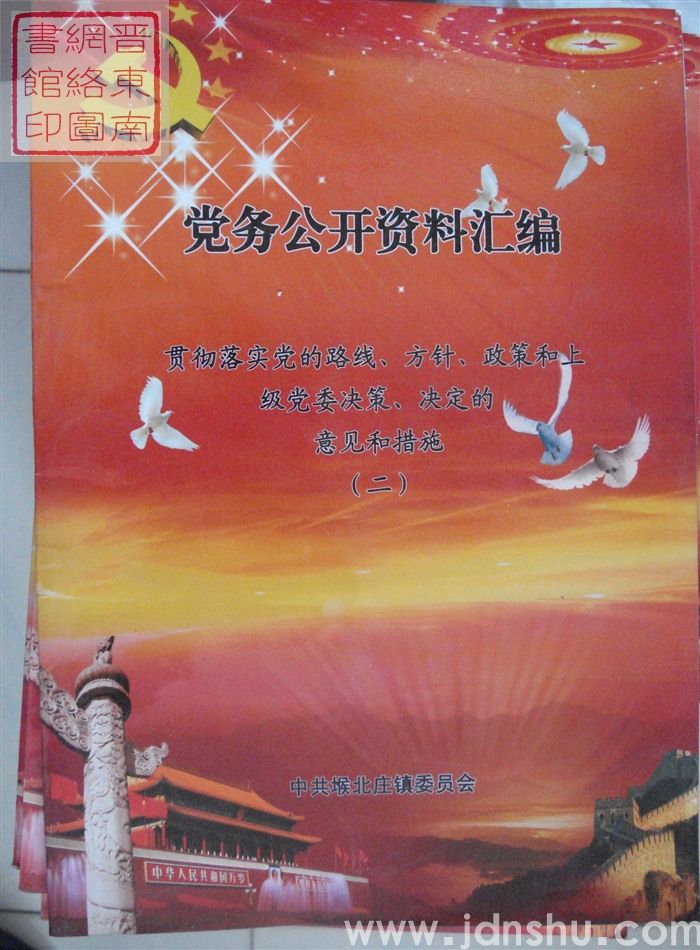 晋東南
網絡圖
書館印
党务公开资料汇编
贯彻落实党的路线、方针、政策和上
级党委决策、决定的
意见和措施
（二）
中共堠北庄镇委员会
中华人民共和国万岁
www.jdnshu.com